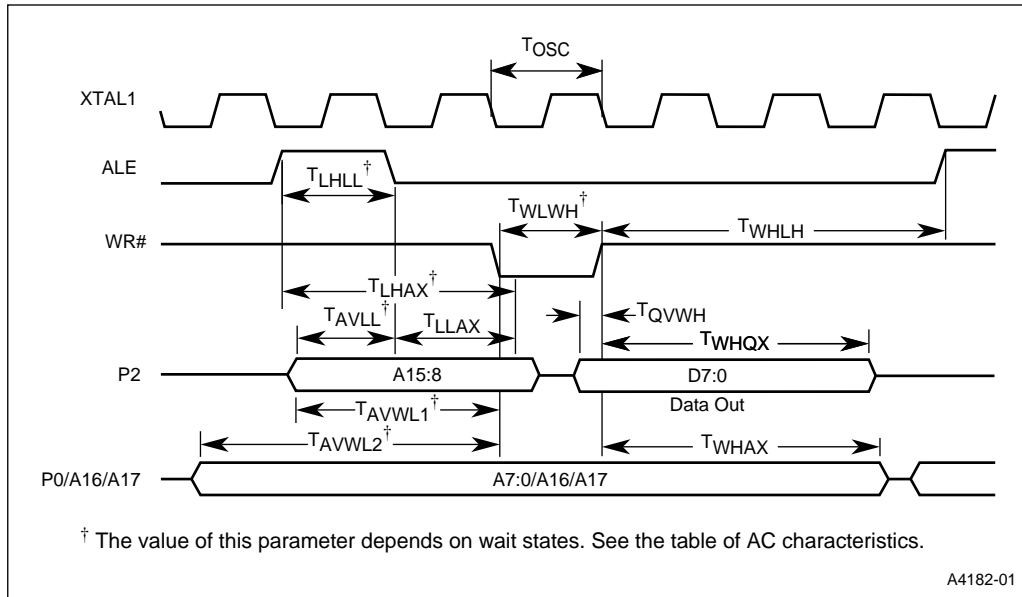 TOSC
XTAL1
ALE
TLHLL†
TWLWH†
TWHLH
WR#
TLHAX†
TAVLL†
TLLAX
TQVWH
TWHQX
P2
A15:8
D7:0
Data Out
TAVWL1†
TAVWL2†
TWHAX
P0/A16/A17
A7:0/A16/A17
† The value of this parameter depends on wait states. See the table of AC characteristics.
A4182-01